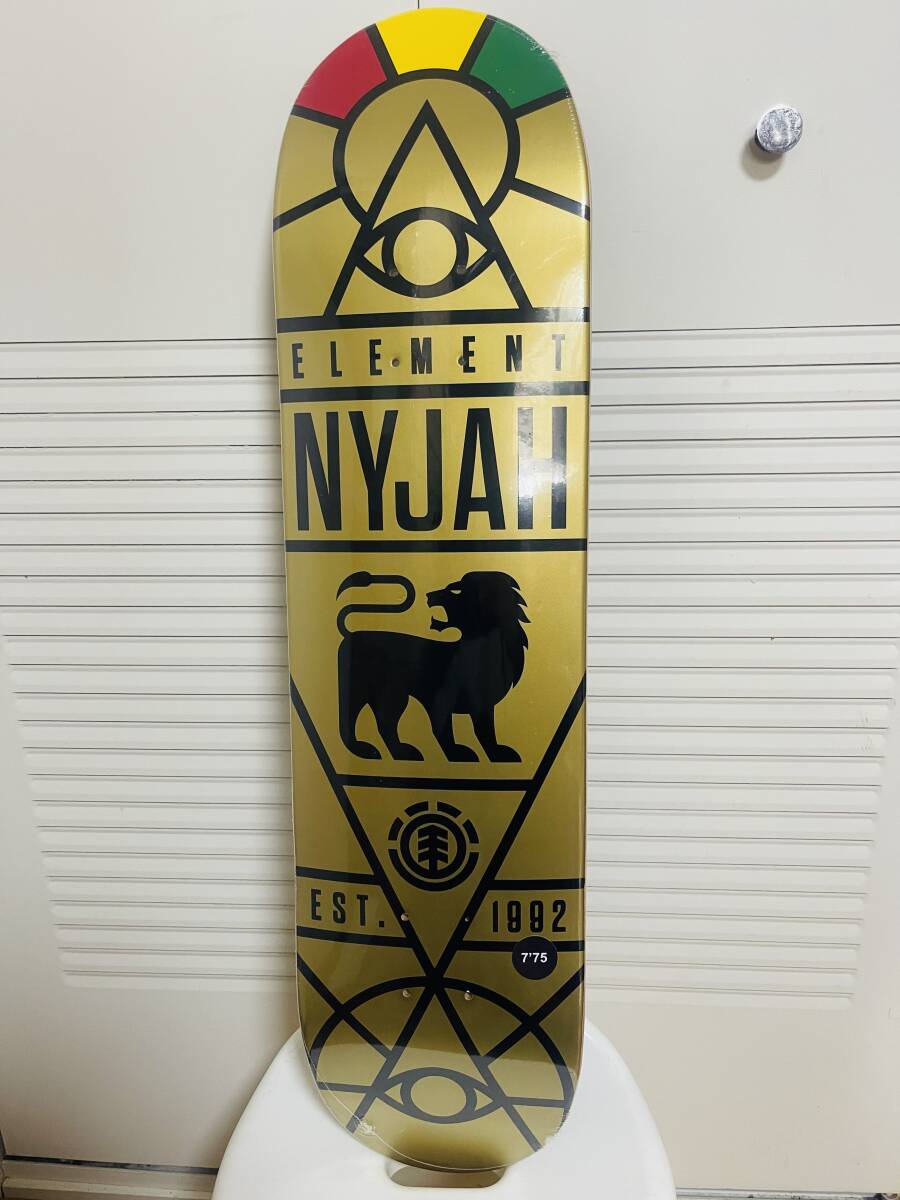 ELEMENT
NYJAH
EST. 1992
7'75